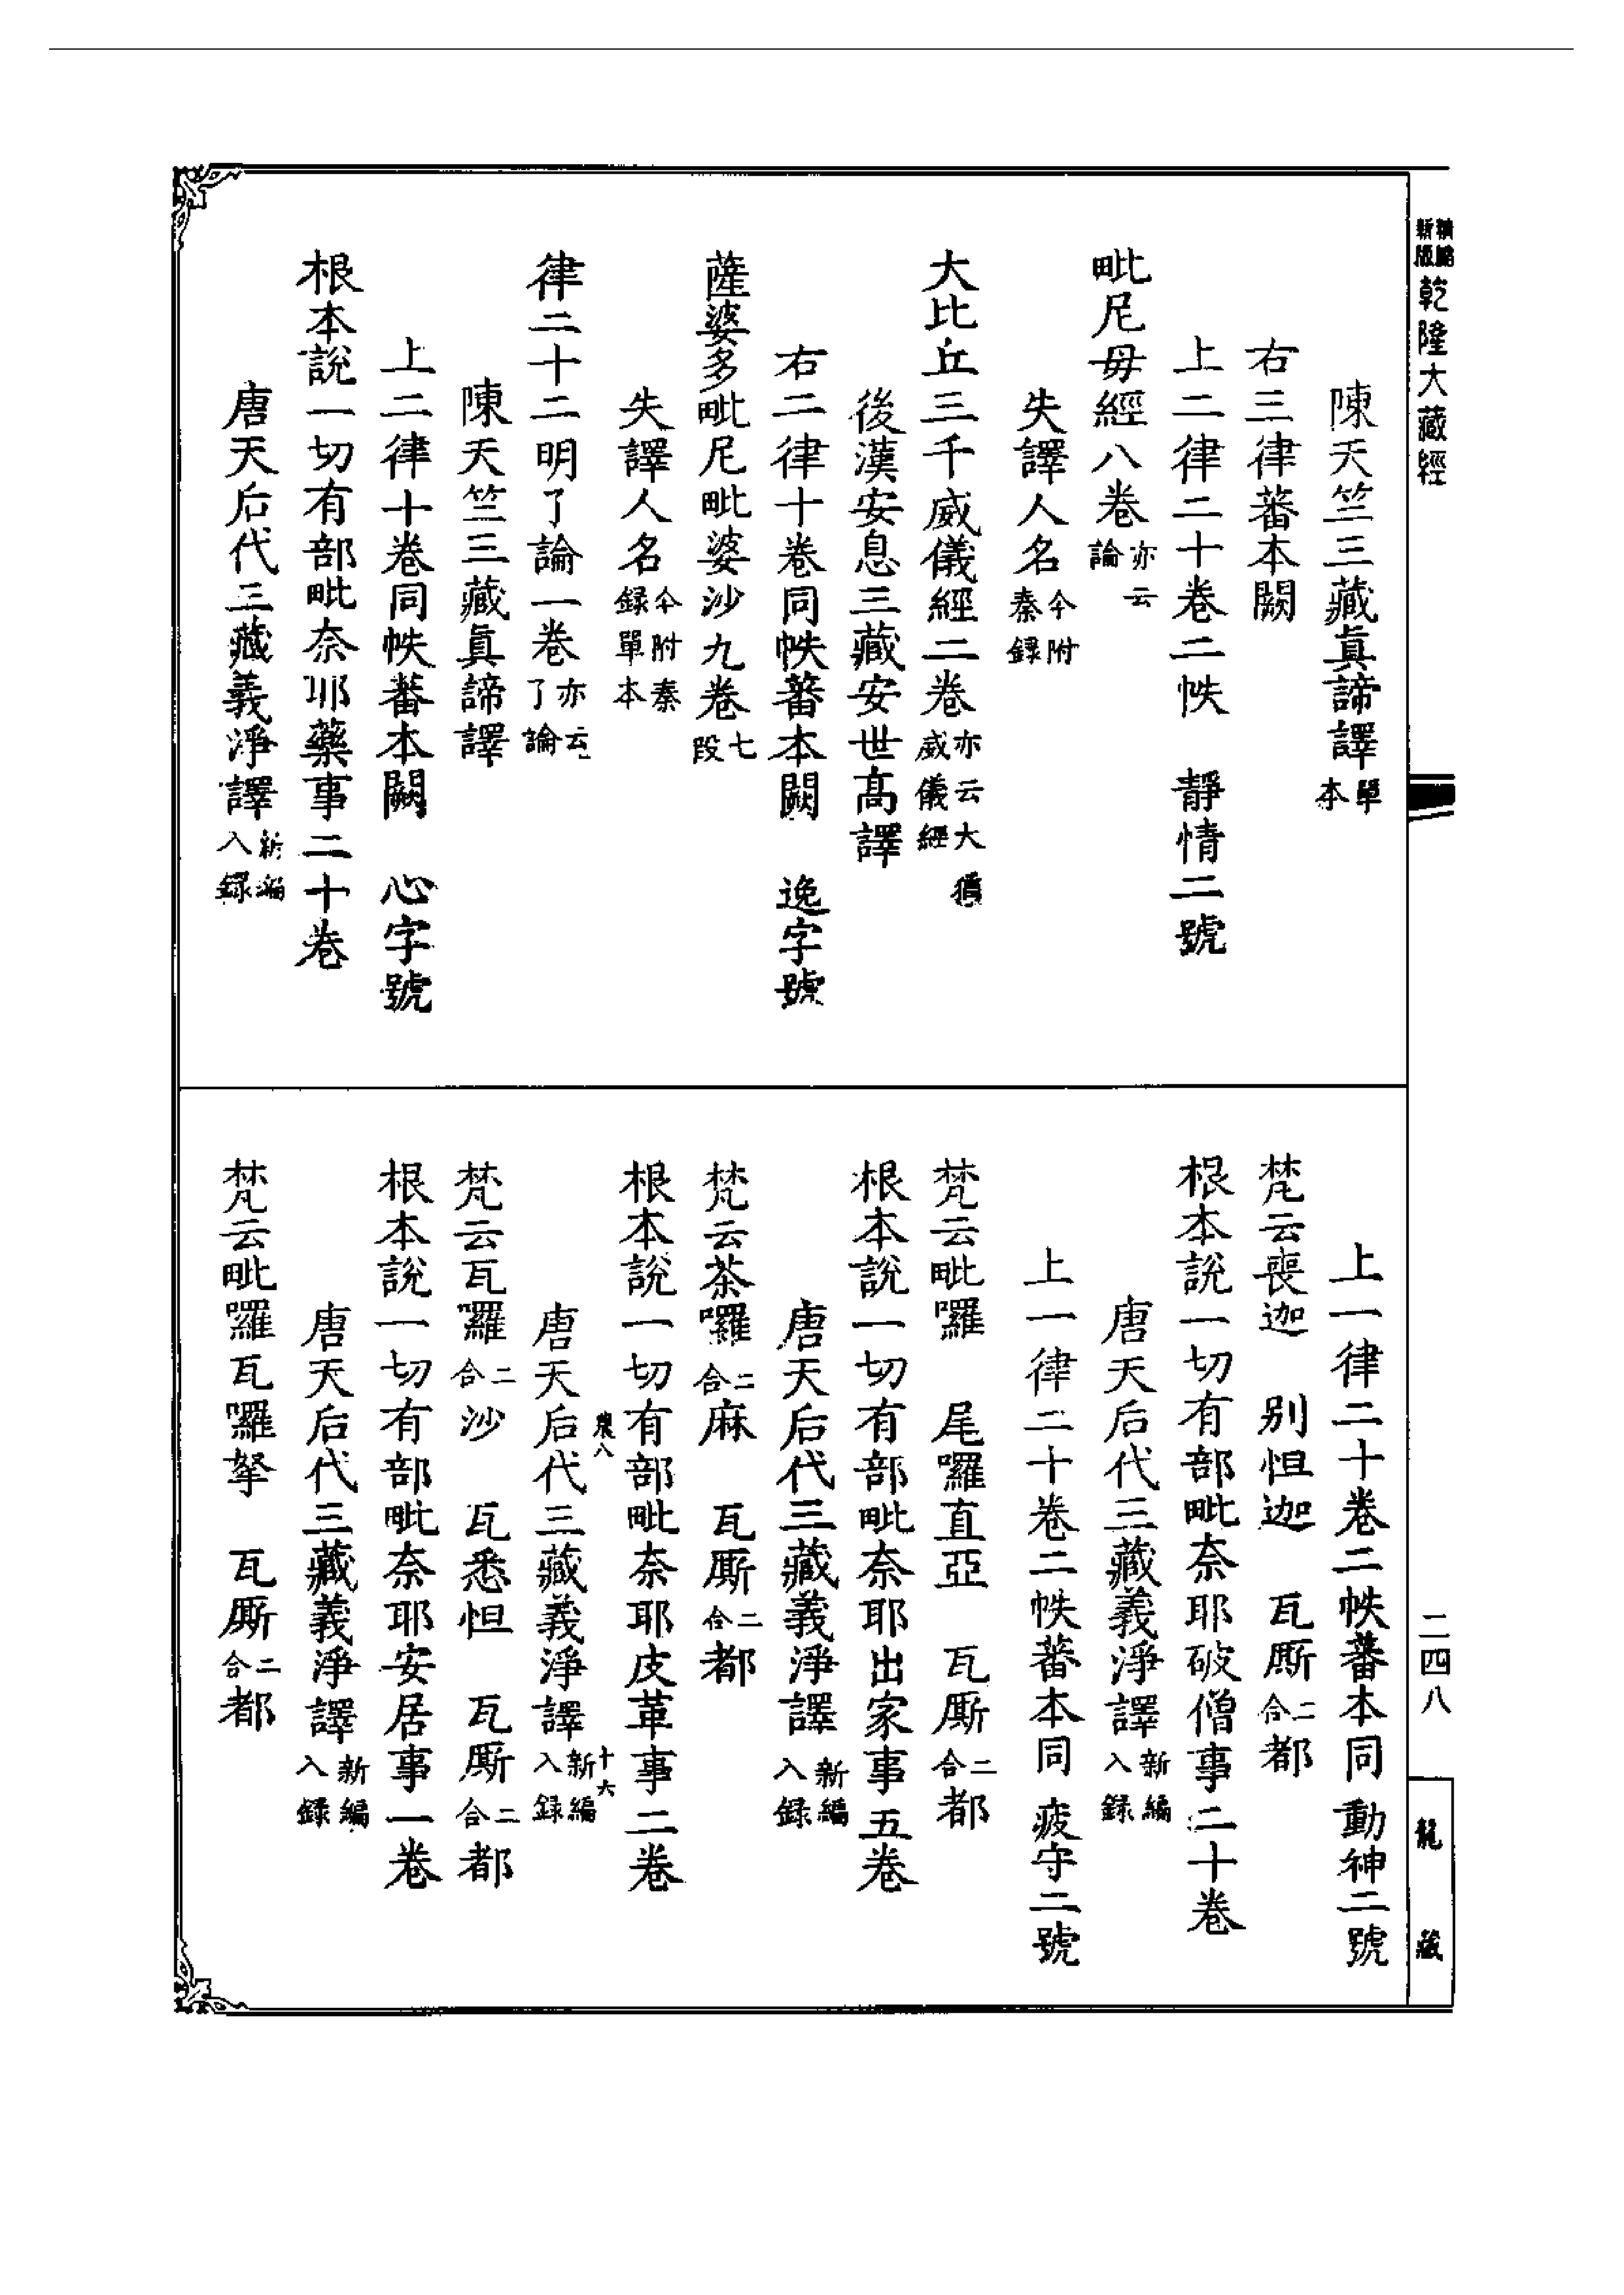 新版精縮乾隆大藏經
陳天竺三藏眞諦譯單本
右三律蕃本闕
上二律二十卷二帙　靜情二號
毗尼毋經八卷亦云論
失譯人名今附秦錄
大比丘三千威儀經二卷亦云大僧威儀經
後漢安息三藏安世高譯
右二律十卷同帙蕃本闕　逸字號
薩婆多毗尼毗婆沙九卷七段
失譯人名今附秦錄單本
律二十二明了論一卷亦云了論
陳天竺三藏眞諦譯
上二律十卷同帙蕃本闕　心字號
根本說一切有部毗奈耶藥事二十卷
唐天后代三藏義淨譯新編入錄
上一律二十卷二帙蕃本同動神二號
梵云喪迦　別怛迦　瓦厮二合都
根本說一切有部毗奈耶破僧事二十卷
唐天后代三藏義淨譯新編入錄
上一律二十卷二帙蕃本同疲守二號
梵云毗囉　尾囉直亞　瓦厮二合都
根本說一切有部毗奈耶出家事五卷
唐天后代三藏義淨譯新編入錄
梵云茶囉二合麻　瓦厮二合都
根本說一切有部毗奈耶皮革事二卷
十六
唐天后代三藏義淨譯新編入錄
梵云瓦囉二合沙　瓦悉怛　瓦厮二合都
根本說一切有部毗奈耶安居事一卷
唐天后代三藏義淨譯新編入錄
梵云毗囉瓦囉拏　瓦厮二合都
二四八
龍藏